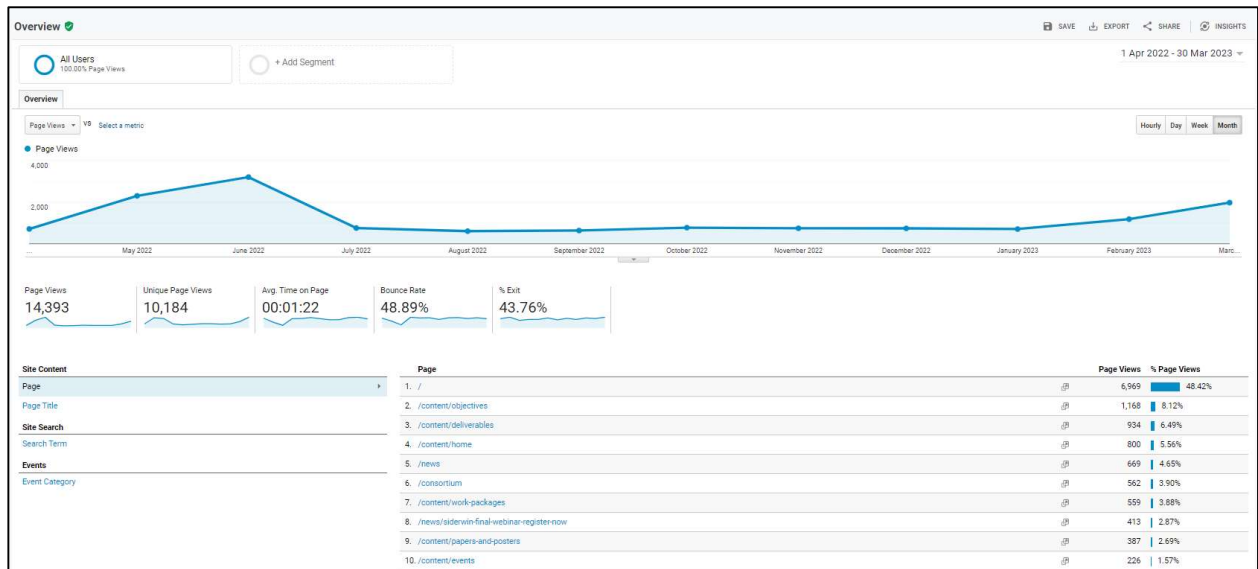 Overview
SAVE EXPORT SHARE INSIGHTS
All Users
100.00% Page Views
+ Add Segment
1 Apr 2022 - 30 Mar 2023
Overview
Page Views VS Select a metric
Hourly Day Week Month
Page Views
4,000
2,000
... May 2022 June 2022 July 2022 August 2022 September 2022 October 2022 November 2022 December 2022 January 2023 February 2023 Marc...
Page Views Unique Page Views Avg. Time on Page Bounce Rate % Exit
14,393 10,184 00:01:22 48.89% 43.76%
Site Content
Page
Page Title
Site Search
Search Term
Events
Event Category
Page Page Views % Page Views
1. / 6,969 48.42%
2. /content/objectives 1,168 8.12%
3. /content/deliverables 934 6.49%
4. /content/home 800 5.56%
5. /news 669 4.65%
6. /consortium 562 3.90%
7. /content/work-packages 559 3.88%
8. /news/siderwin-final-webinar-register-now 413 2.87%
9. /content/papers-and-posters 387 2.69%
10. /content/events 226 1.57%